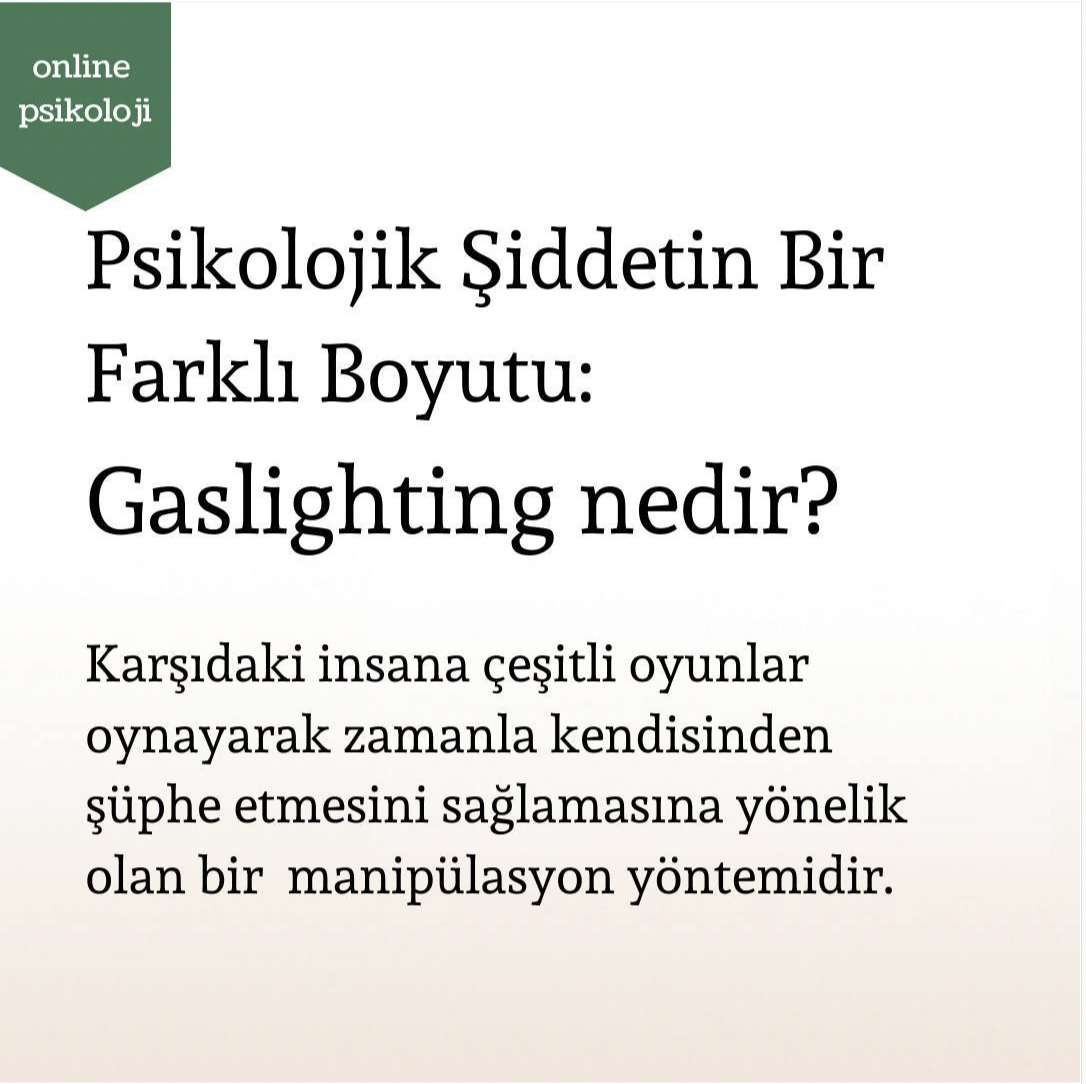 online
psikoloji
Psikolojik Şiddetin Bir
Farklı Boyutu:
Gaslighting nedir?
Karşıdaki insana çeşitli oyunlar
oynayarak zamanla kendisinden
şüphe etmesini sağlamasına yönelik
olan bir  manipülasyon yöntemidir.